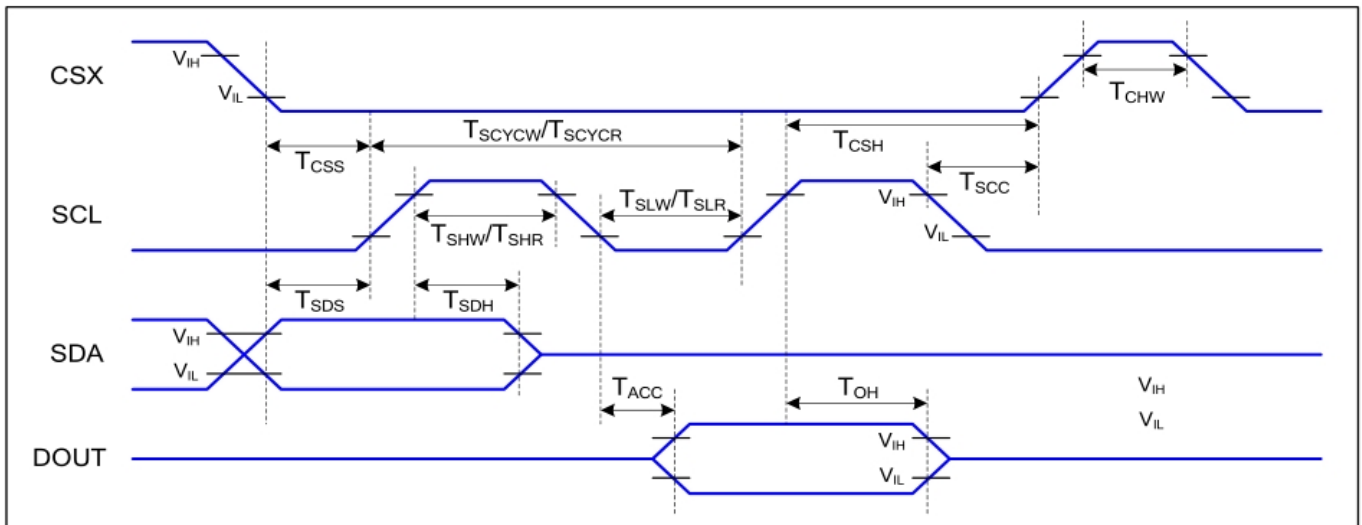 CSX
VIH
VIL
TCSS
TSCYCW/TSCYCR
TCSH
TCHW
TSCC
SCL
TSHW/TSHR
TSLW/TSLR
VIH
VIL
TSDS
TSDH
SDA
VIH
VIL
TACC
TOH
VIH
VIL
DOUT
VIH
VIL